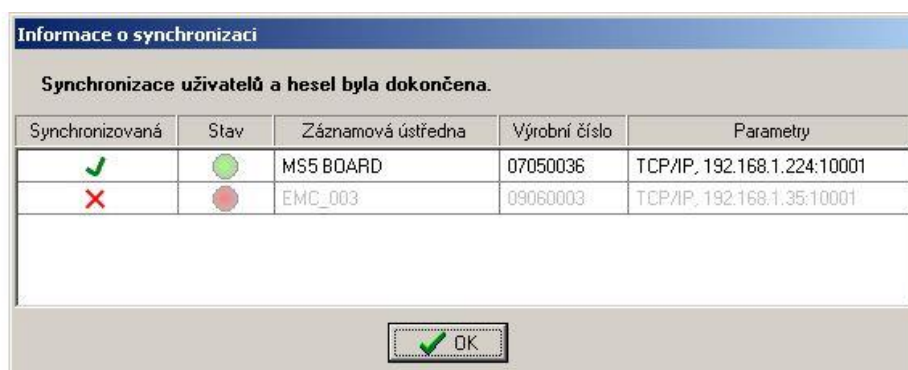 Informace o synchronizaci
Synchronizace uživatelů a hesel byla dokončena.
Synchronizovaná Stav Záznamová ústředna Výrobní číslo Parametry
MS5 BOARD 07050036 TCP/IP, 192.168.1.224:10001
EMC_003 09060003 TCP/IP, 192.168.1.35:10001
OK